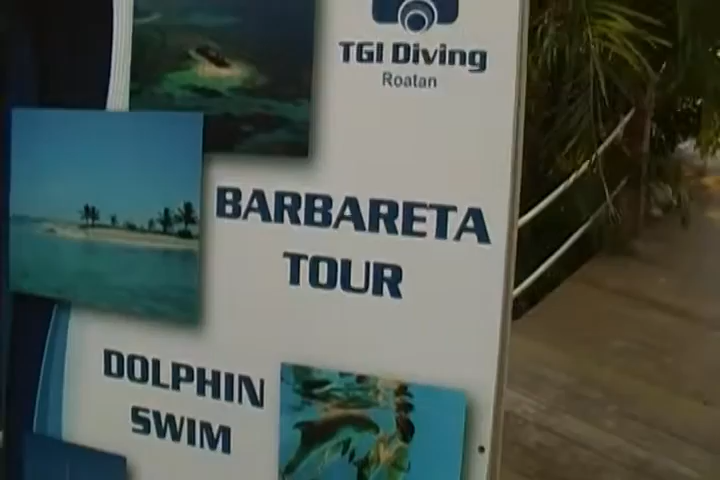 TGI Diving
Roatan
BARBARETA
TOUR
DOLPHIN
SWIM